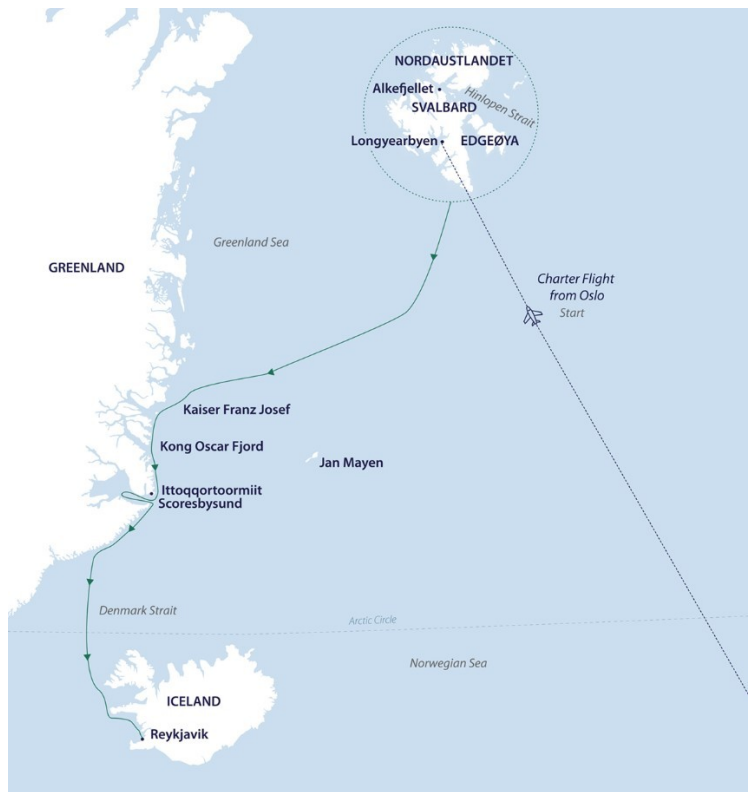 NORDAUSTLANDET
Alkefjellet
Hinlopen Strait
SVALBARD
Longyearbyen
EDGEØYA
Greenland Sea
GREENLAND
Charter Flight
from Oslo
Start
Kaiser Franz Josef
Kong Oscar Fjord
Jan Mayen
Ittoqqortoormiit
Scoresbysund
Denmark Strait
Arctic Circle
Norwegian Sea
ICELAND
Reykjavik